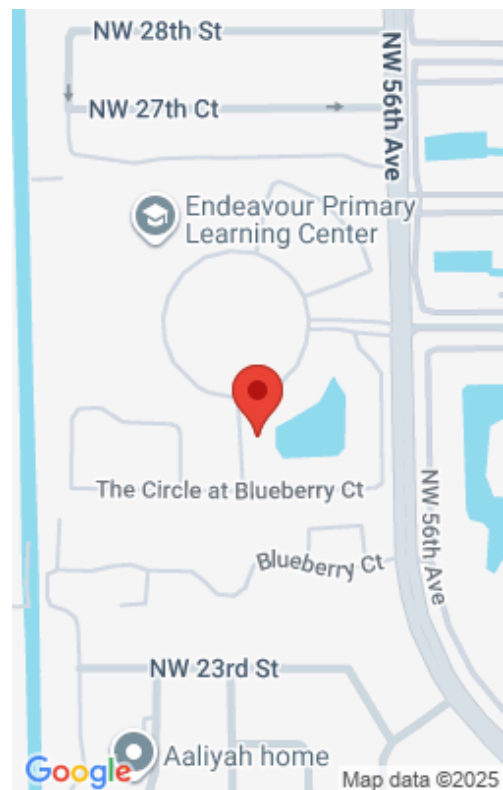 NW 28th St
NW 56th Ave
NW 27th Ct
Endeavour Primary
Learning Center
The Circle at Blueberry Ct
NW 56th Ave
Blueberry Ct
NW 23rd St
Aaliyah home
Google
Map data ©2025